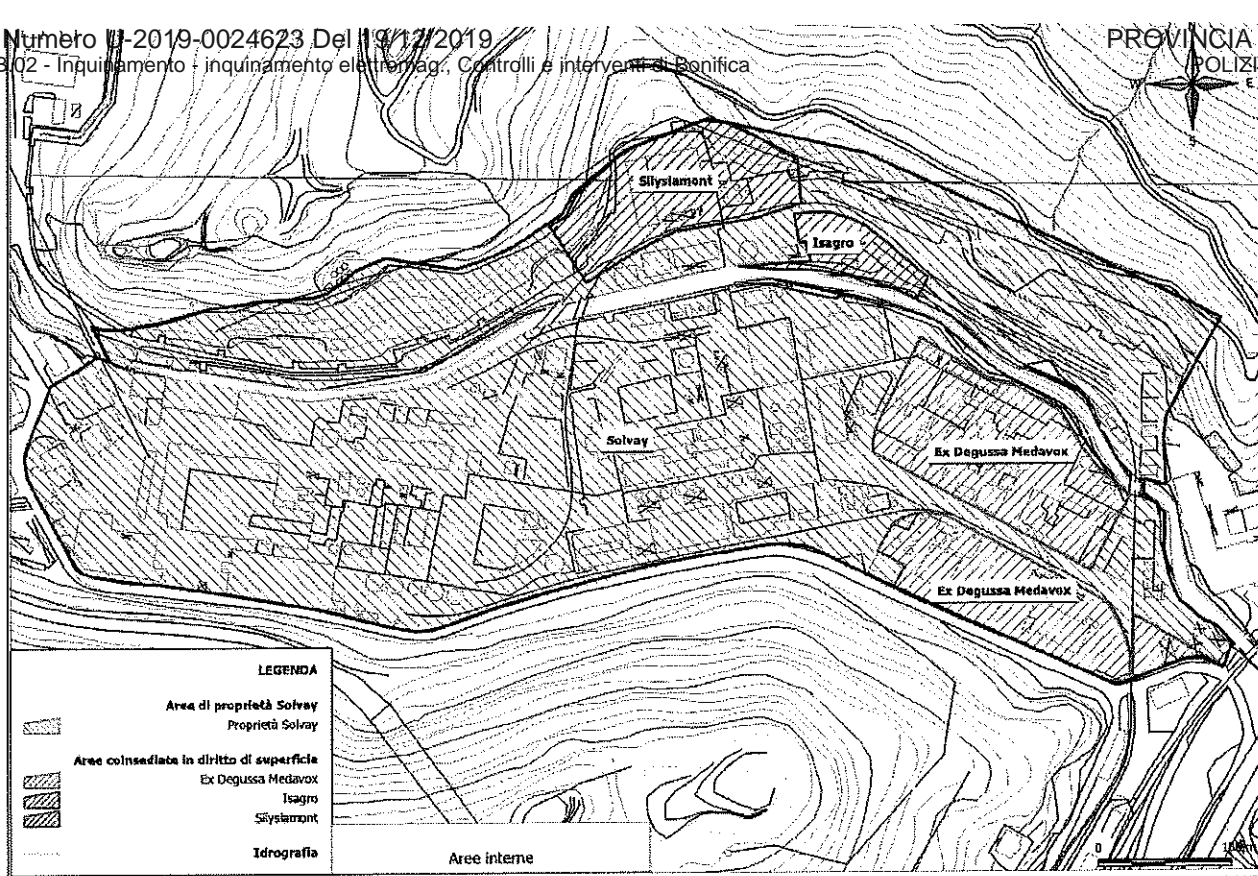 Numero U-2019-0024623 Del 19/12/2019
PROVINCIA
3.02 - Inquinamento - inquinamento elettromag., Controlli e interventi di Bonifica
POLIZI
W E
S
Silysiamont
Isagro
Solvay
Ex Degussa Medavox
Ex Degussa Medavox
LEGENDA
Area di proprietà Solvay
Proprietà Solvay
Aree coinsediate in diritto di superficie
Ex Degussa Medavox
Isagro
Silysiamont
Idrografia
Aree interne
0